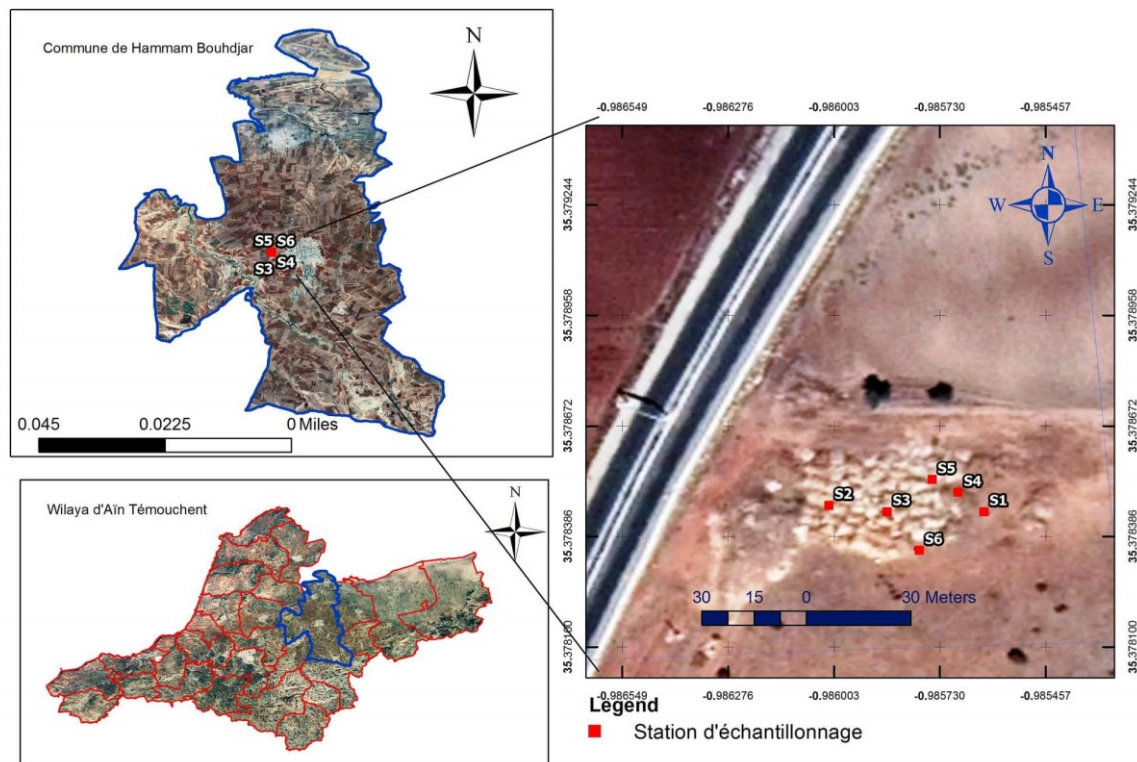 Commune de Hammam Bouhdjar
N
S5 S6
S3 S4
0.045 0.0225 0 Miles
Wilaya d'Aïn Témouchent
N
-0.986549 -0.986276 -0.986003 -0.985730 -0.985457
35.379244
35.378958
35.378672
35.378386
35.378100
N
W E
S
S5
S4
S2
S3
S1
S6
30 15 0 30 Meters
35.379244
35.378958
35.378672
35.378386
35.378100
-0.986549 -0.986276 -0.986003 -0.985730 -0.985457
Légend
Station d'échantillonnage